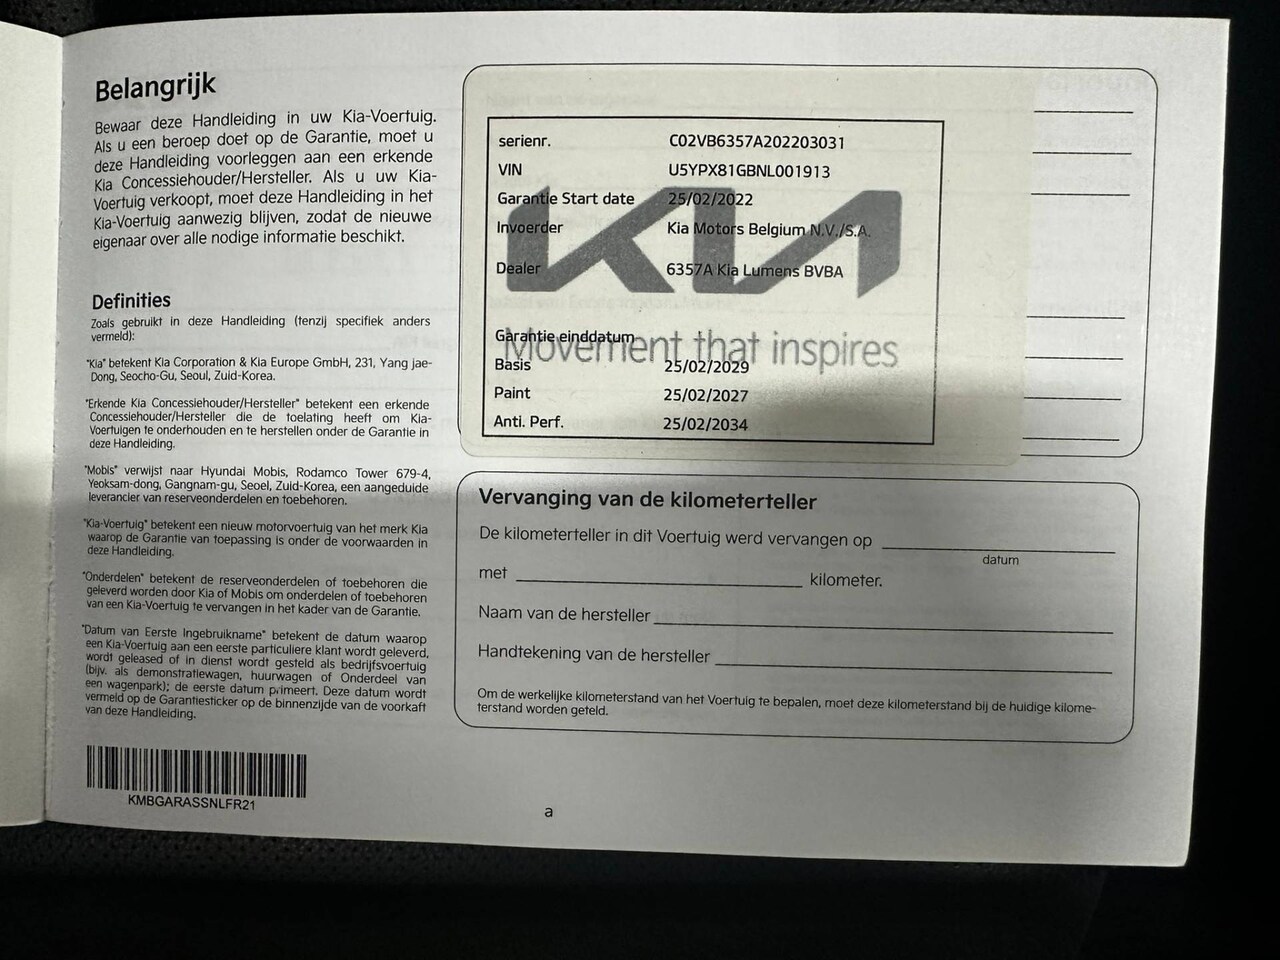 Belangrijk
Bewaar deze Handleiding in uw Kia-Voertuig.
Als u een beroep doet op de Garantie, moet u
deze Handleiding voorleggen aan een erkende
Kia Concessiehouder/Hersteller. Als u uw Kia-
Voertuig verkoopt, moet deze Handleiding in het
Kia-Voertuig aanwezig blijven, zodat de nieuwe
eigenaar over alle nodige informatie beschikt.
Definities
Zoals gebruikt in deze Handleiding (tenzij specifiek anders
vermeld):
"Kia" betekent Kia Corporation & Kia Europe GmbH, 231, Yang jae-
Dong, Seocho-Gu, Seoul, Zuid-Korea.
"Erkende Kia Concessiehouder/Hersteller" betekent een erkende
Concessiehouder/Hersteller die de toelating heeft om Kia-
Voertuigen te onderhouden en te herstellen onder de Garantie in
deze Handleiding.
"Mobis" verwijst naar Hyundai Mobis, Rodamco Tower 679-4,
Yeoksam-dong, Gangnam-gu, Seoel, Zuid-Korea, een aangeduide
leverancier van reserveonderdelen en toebehoren.
"Kia-Voertuig" betekent een nieuw motorvoertuig van het merk Kia
waarop de Garantie van toepassing is onder de voorwaarden in
deze Handleiding.
"Onderdelen" betekent de reserveonderdelen of toebehoren die
geleverd worden door Kia of Mobis om onderdelen of toebehoren
van een Kia-Voertuig te vervangen in het kader van de Garantie.
"Datum van Eerste Ingebruikname" betekent de datum waarop
een Kia-Voertuig aan een eerste particuliere klant wordt geleverd,
wordt geleased of in dienst wordt gesteld als bedrijfsvoertuig
(bijv. als demonstratiewagen, huurwagen of Onderdeel van
een wagenpark); de eerste datum primeert. Deze datum wordt
vermeld op de Garantiesticker op de binnenzijde van de voorkaft
van deze Handleiding.
KMBGARASSNLFR21
serienr. C02VB6357A202203031
VIN U5YPX81GBNL001913
Garantie Start date 25/02/2022
Invoerder Kia Motors Belgium N.V./S.A.
Dealer 6357A Kia Lumens BVBA
KIA
Movement that inspires
Garantie einddatum
Basis 25/02/2029
Paint 25/02/2027
Anti. Perf. 25/02/2034
Vervanging van de kilometerteller
De kilometerteller in dit Voertuig werd vervangen op
datum
met kilometer.
Naam van de hersteller
Handtekening van de hersteller
Om de werkelijke kilometerstand van het Voertuig te bepalen, moet deze kilometerstand bij de huidige kilome-
terstand worden geteld.
a